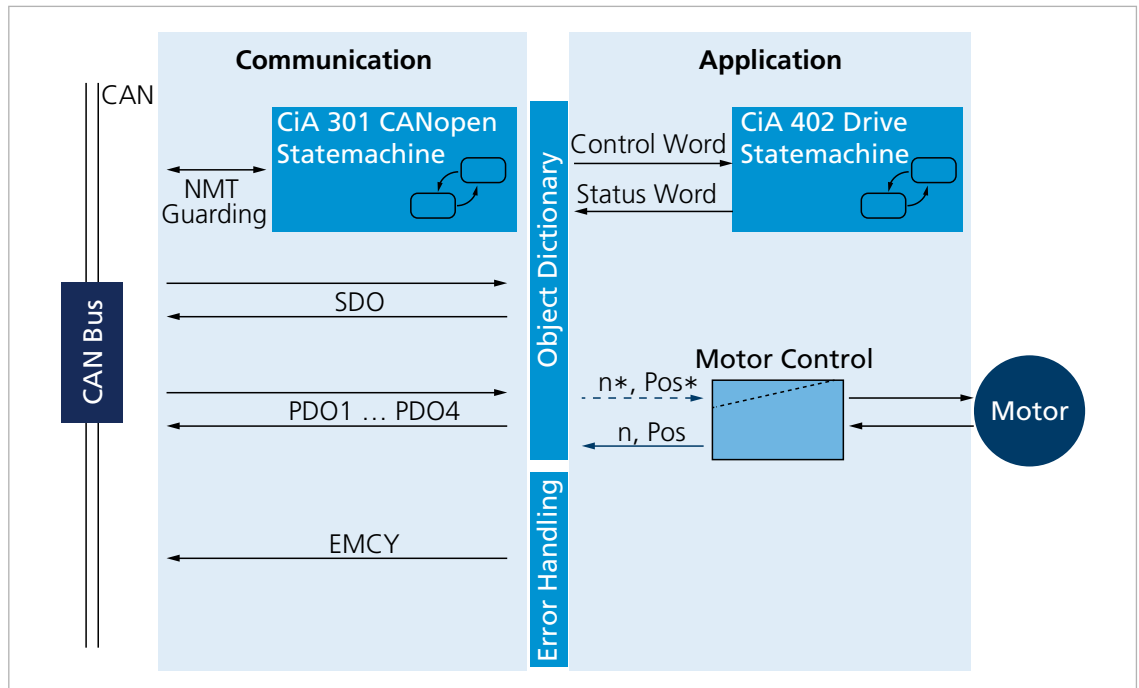 Communication
Application
CAN
CiA 301 CANopen
Statemachine
NMT
Guarding
Control Word
Status Word
CiA 402 Drive
Statemachine
Object Dictionary
SDO
CAN Bus
PDO1 … PDO4
Motor Control
n*, Pos*
n, Pos
Motor
EMCY
Error Handling